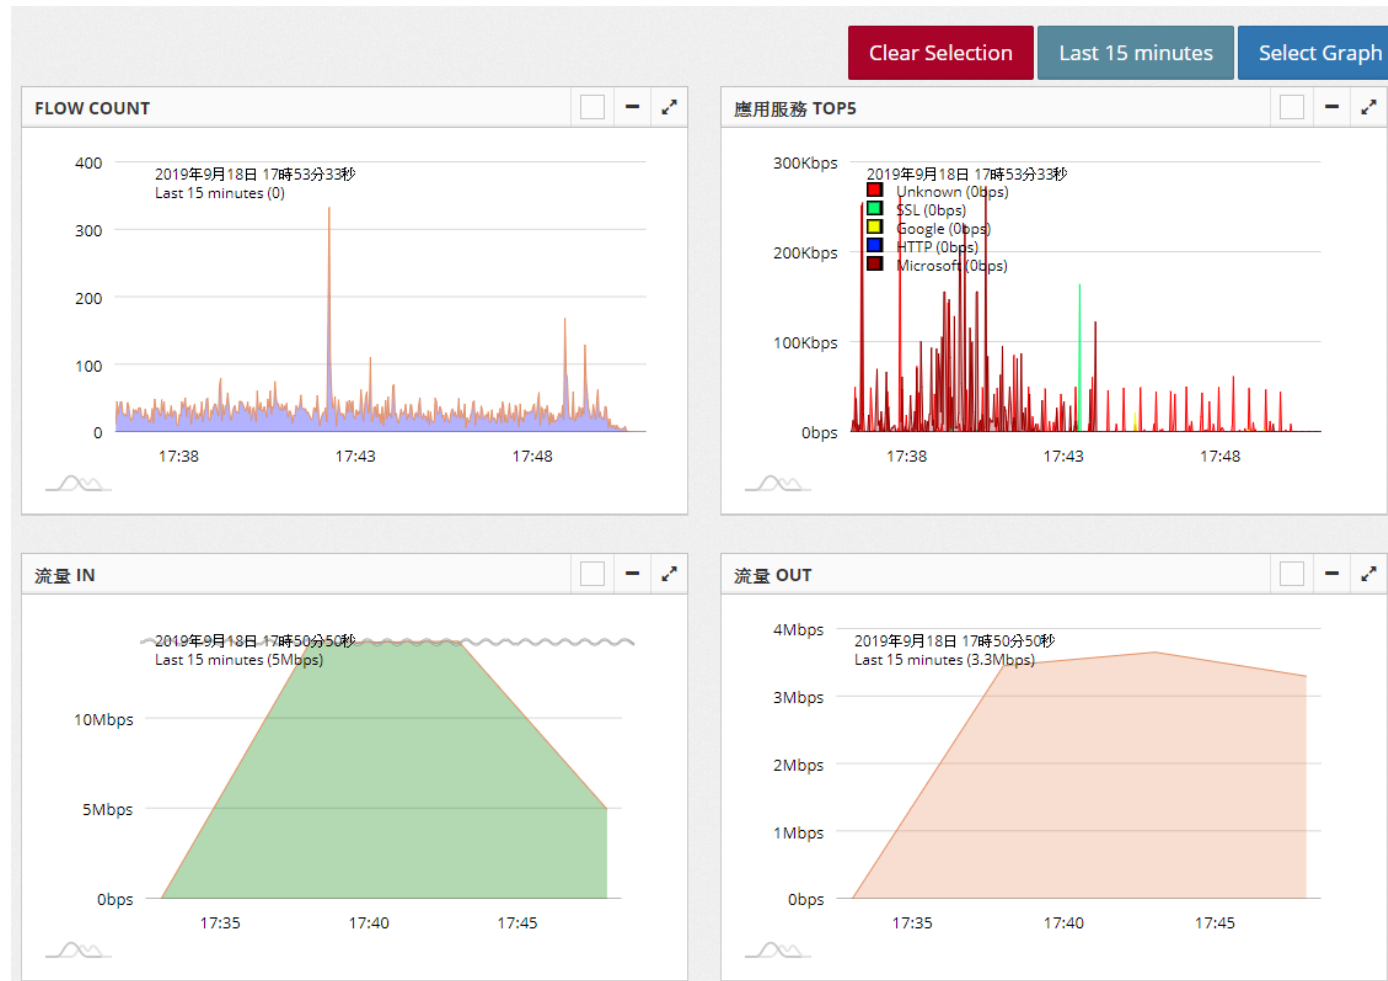 Clear Selection
Last 15 minutes
Select Graph
FLOW COUNT
400
300
200
100
0
2019年9月18日 17時53分33秒
Last 15 minutes (0)
17:38
17:43
17:48
應用服務 TOP5
300Kbps
200Kbps
100Kbps
0bps
2019年9月18日 17時53分33秒
Unknown (0bps)
SSL (0bps)
Google (0bps)
HTTP (0bps)
Microsoft (0bps)
17:38
17:43
17:48
流量 IN
10Mbps
5Mbps
0bps
2019年9月18日 17時50分50秒
Last 15 minutes (5Mbps)
17:35
17:40
17:45
流量 OUT
4Mbps
3Mbps
2Mbps
1Mbps
0bps
2019年9月18日 17時50分50秒
Last 15 minutes (3.3Mbps)
17:35
17:40
17:45